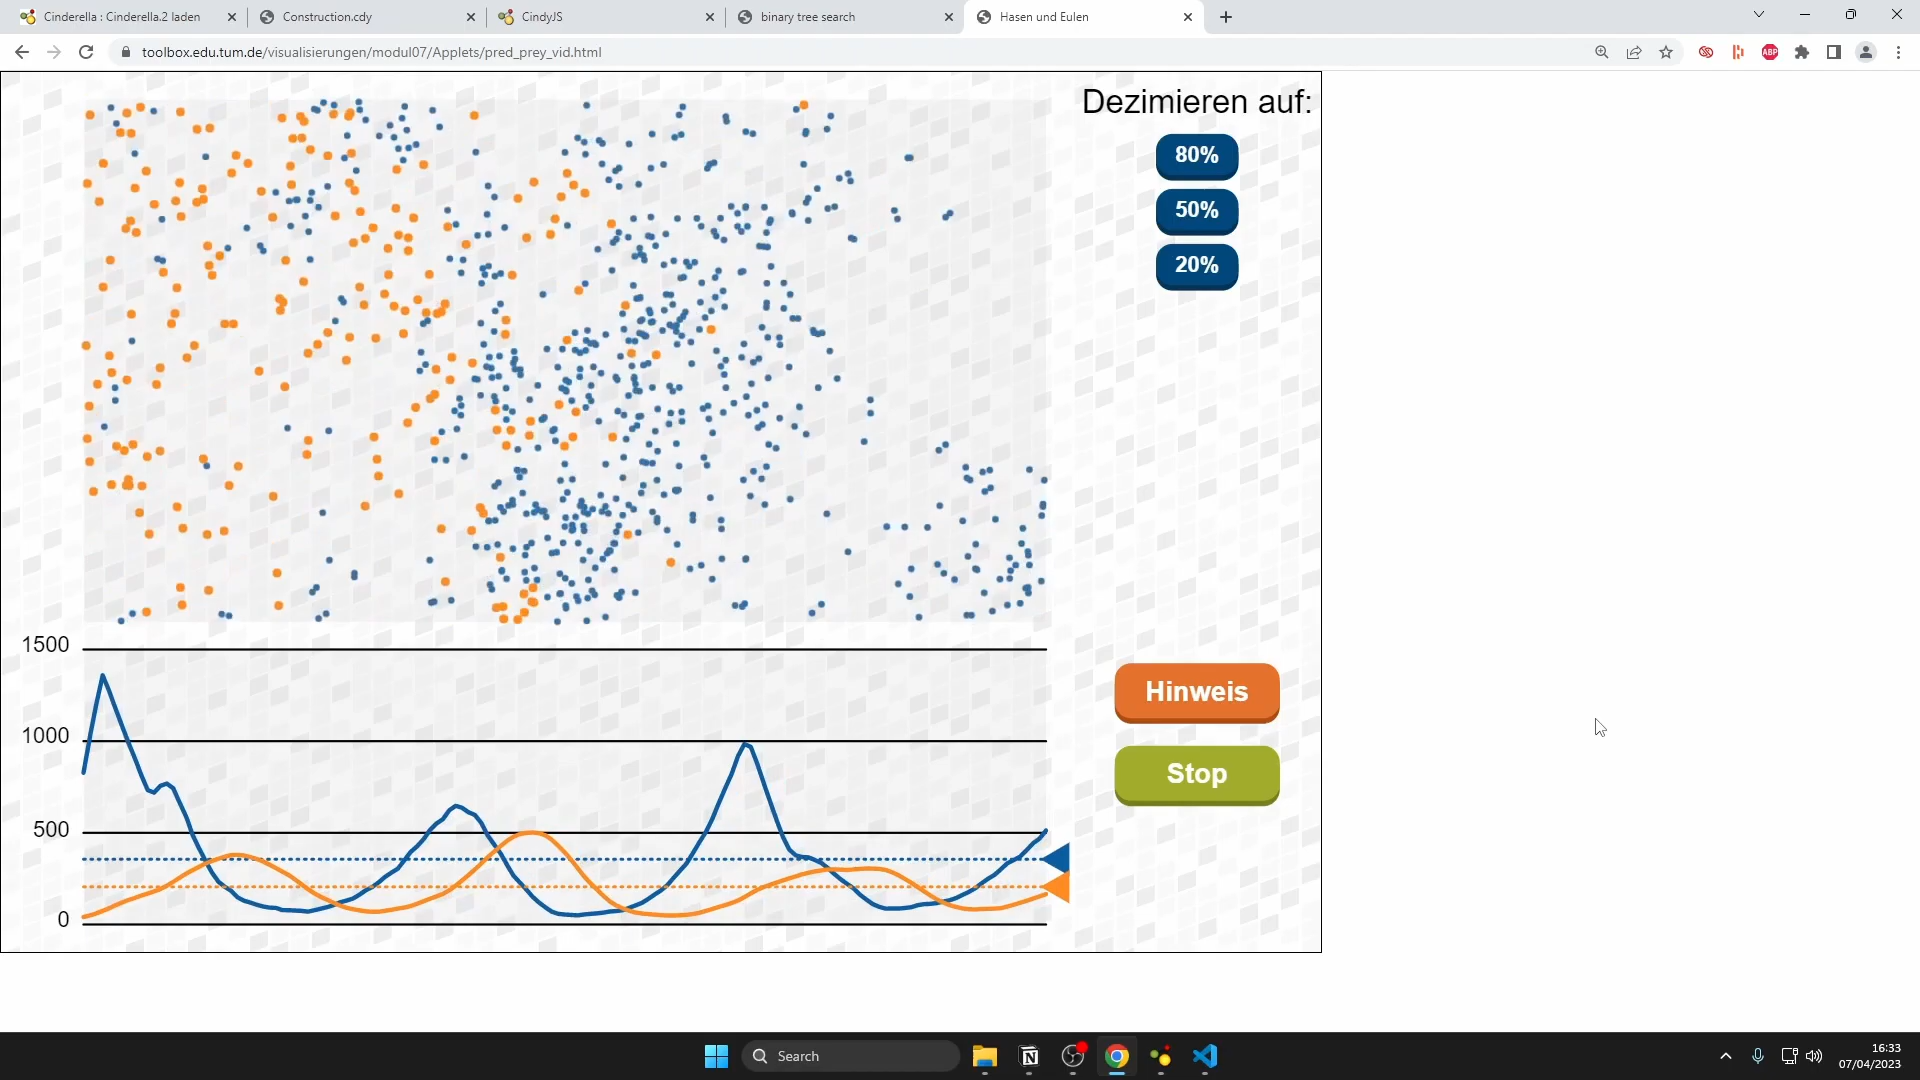 Cinderella : Cinderella.2 laden
Construction.cdy
CindyJS
binary tree search
Hasen und Eulen
toolbox.edu.tum.de/visualisierungen/modul07/Applets/pred_prey_vid.html
ABP
Dezimieren auf:
80%
50%
20%
1500
1000
500
0
Hinweis
Stop
Search
16:33
07/04/2023